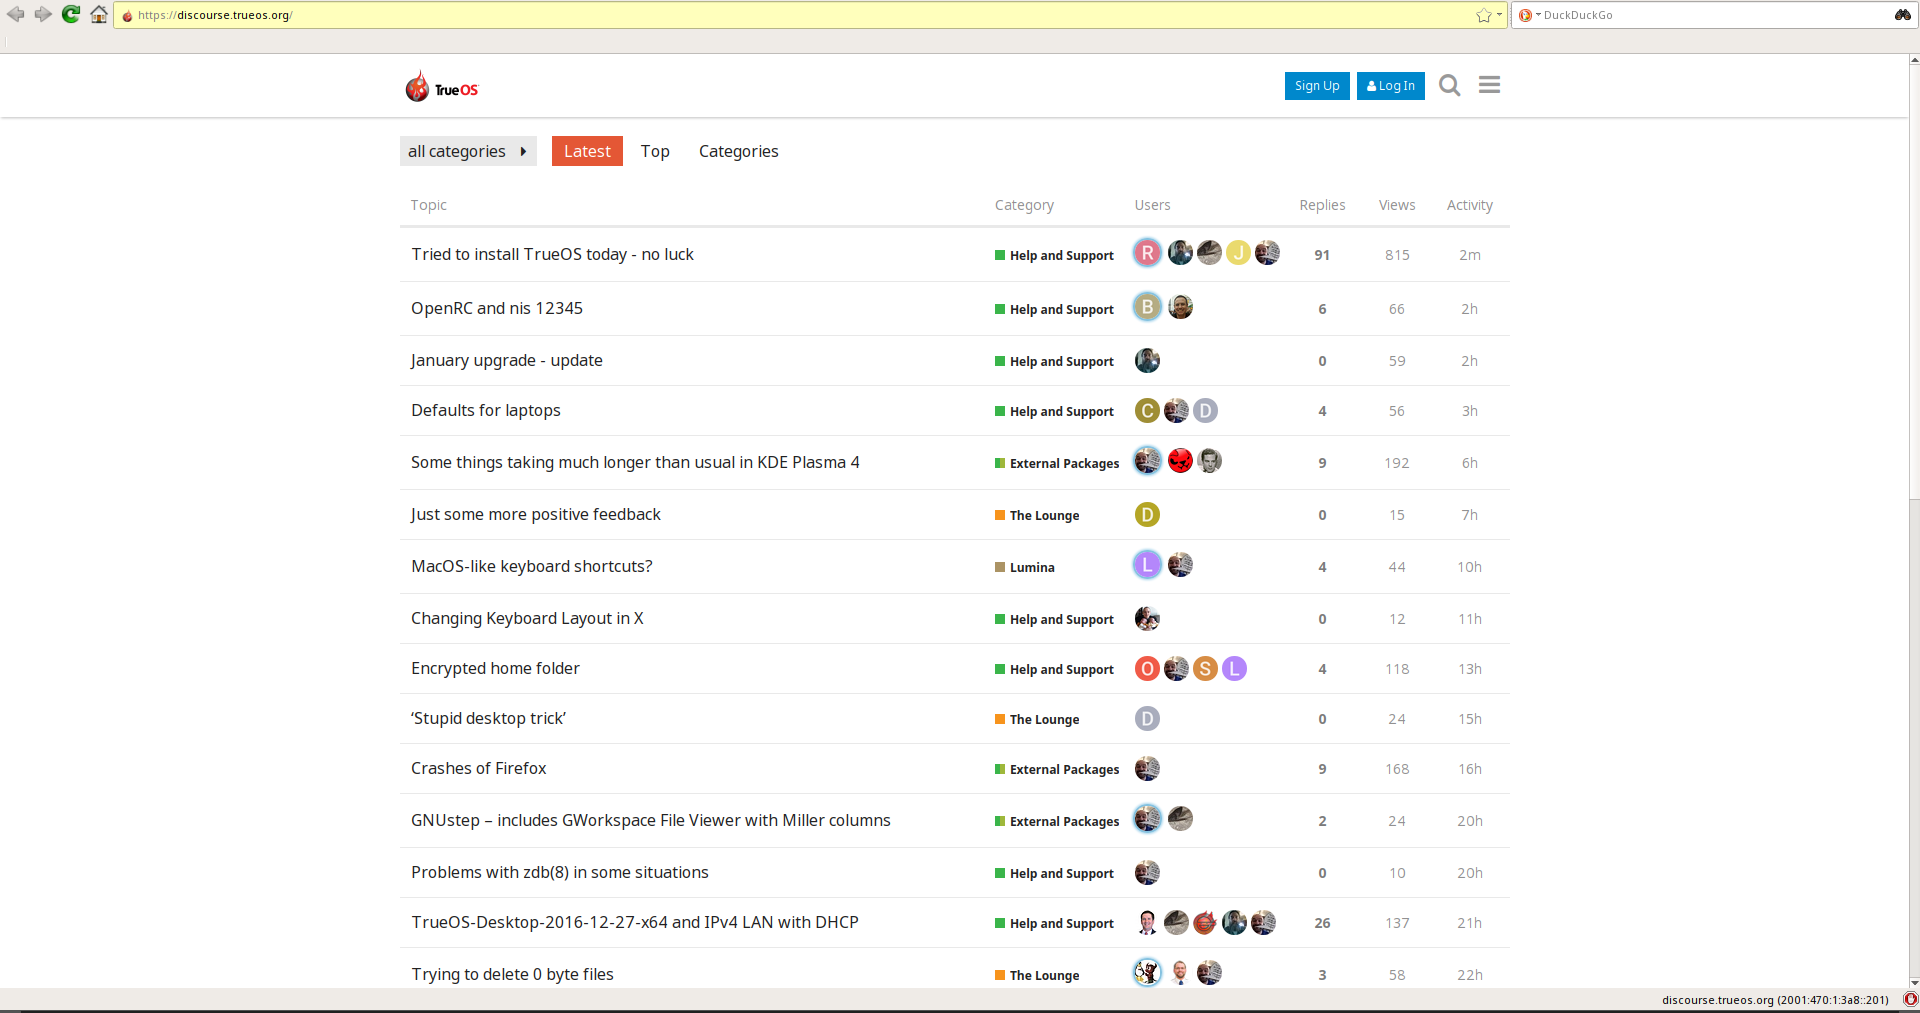 https://discourse.trueos.org/ DuckDuckGo
TrueOS Sign Up Log In
all categories Latest Top Categories
Topic Category Users Replies Views Activity
Tried to install TrueOS today - no luck Help and Support R J 91 815 2m
OpenRC and nis 12345 Help and Support B 6 66 2h
January upgrade - update Help and Support 0 59 2h
Defaults for laptops Help and Support C D 4 56 3h
Some things taking much longer than usual in KDE Plasma 4 External Packages 9 192 6h
Just some more positive feedback The Lounge D 0 15 7h
MacOS-like keyboard shortcuts? Lumina L 4 44 10h
Changing Keyboard Layout in X Help and Support 0 12 11h
Encrypted home folder Help and Support O S L 4 118 13h
‘Stupid desktop trick’ The Lounge D 0 24 15h
Crashes of Firefox External Packages 9 168 16h
GNUstep – includes GWorkspace File Viewer with Miller columns External Packages 2 24 20h
Problems with zdb(8) in some situations Help and Support 0 10 20h
TrueOS-Desktop-2016-12-27-x64 and IPv4 LAN with DHCP Help and Support 26 137 21h
Trying to delete 0 byte files The Lounge 3 58 22h
discourse.trueos.org (2001:470:1:3a8::201)